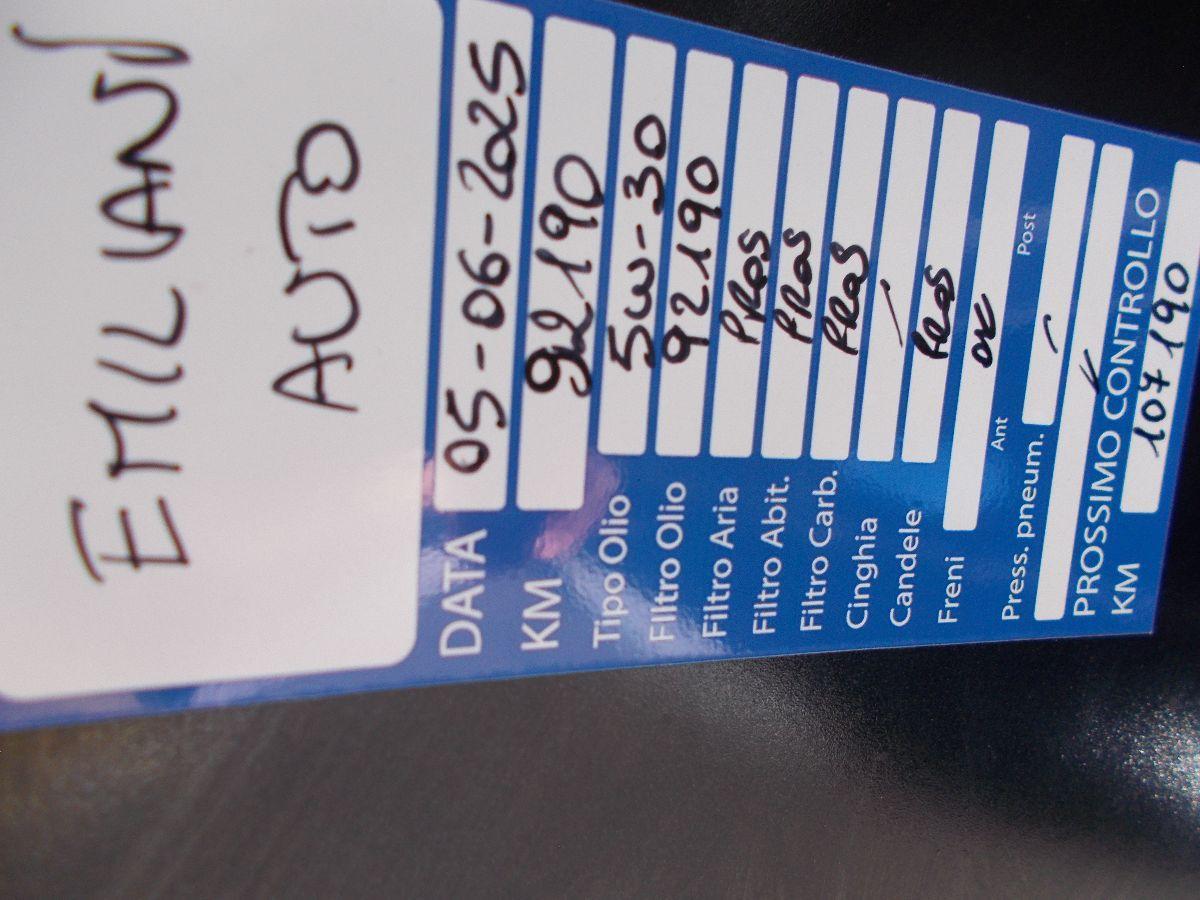 EMILIANI
AUTO
DATA 05-06-2025
KM 92190
Tipo Olio 5W-30
FIltro Olio 92190
Filtro Aria PROS
Filtro Abit. PROS
Filtro Carb. PROS
Cinghia /
Candele PROS
Freni OK
Ant Post
Press. pneum.
PROSSIMO CONTROLLO
KM 107190